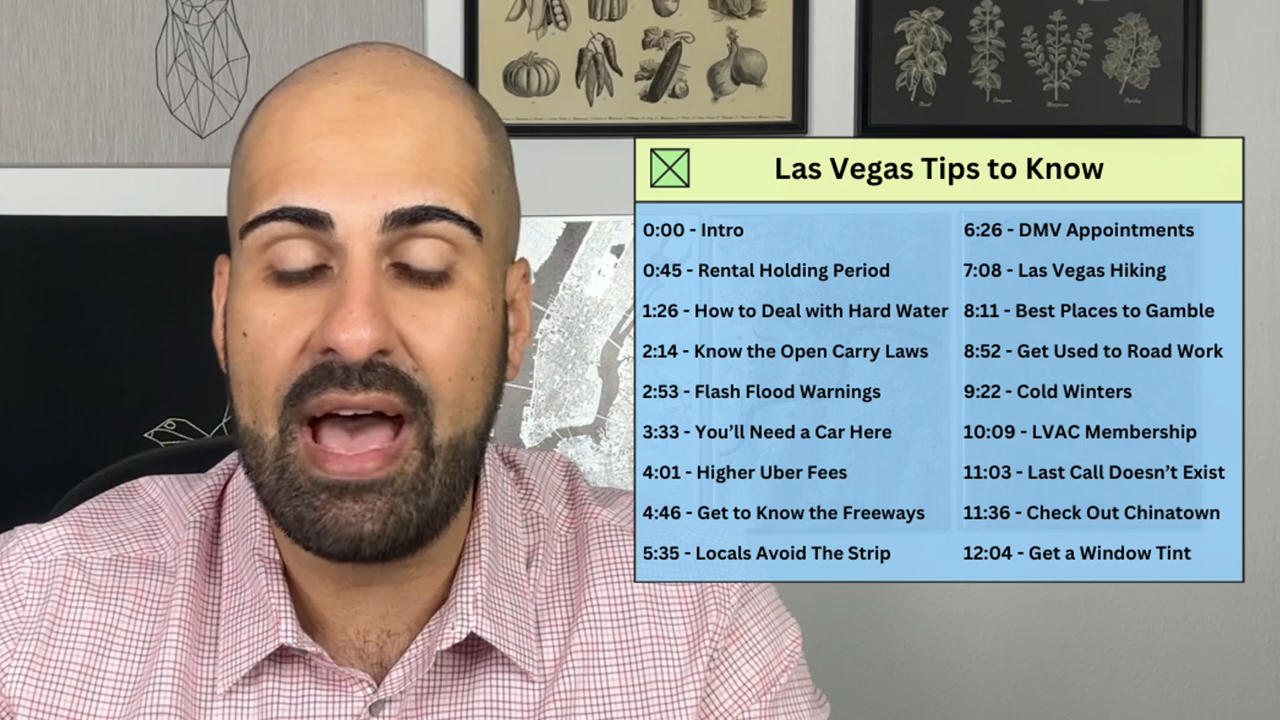 Las Vegas Tips to Know
0:00 - Intro
0:45 - Rental Holding Period
1:26 - How to Deal with Hard Water
2:14 - Know the Open Carry Laws
2:53 - Flash Flood Warnings
3:33 - You’ll Need a Car Here
4:01 - Higher Uber Fees
4:46 - Get to Know the Freeways
5:35 - Locals Avoid The Strip
6:26 - DMV Appointments
7:08 - Las Vegas Hiking
8:11 - Best Places to Gamble
8:52 - Get Used to Road Work
9:22 - Cold Winters
10:09 - LVAC Membership
11:03 - Last Call Doesn’t Exist
11:36 - Check Out Chinatown
12:04 - Get a Window Tint